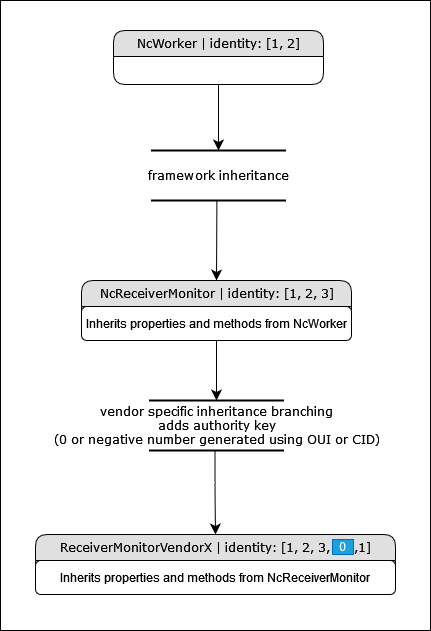 NcWorker | identity: [1, 2]
framework inheritance
NcReceiverMonitor | identity: [1, 2, 3]
Inherits properties and methods from NcWorker
vendor specific inheritance branching
adds authority key
(0 or negative number generated using OUI or CID)
ReceiverMonitorVendorX | identity: [1, 2, 3, 0 ,1]
Inherits properties and methods from NcReceiverMonitor